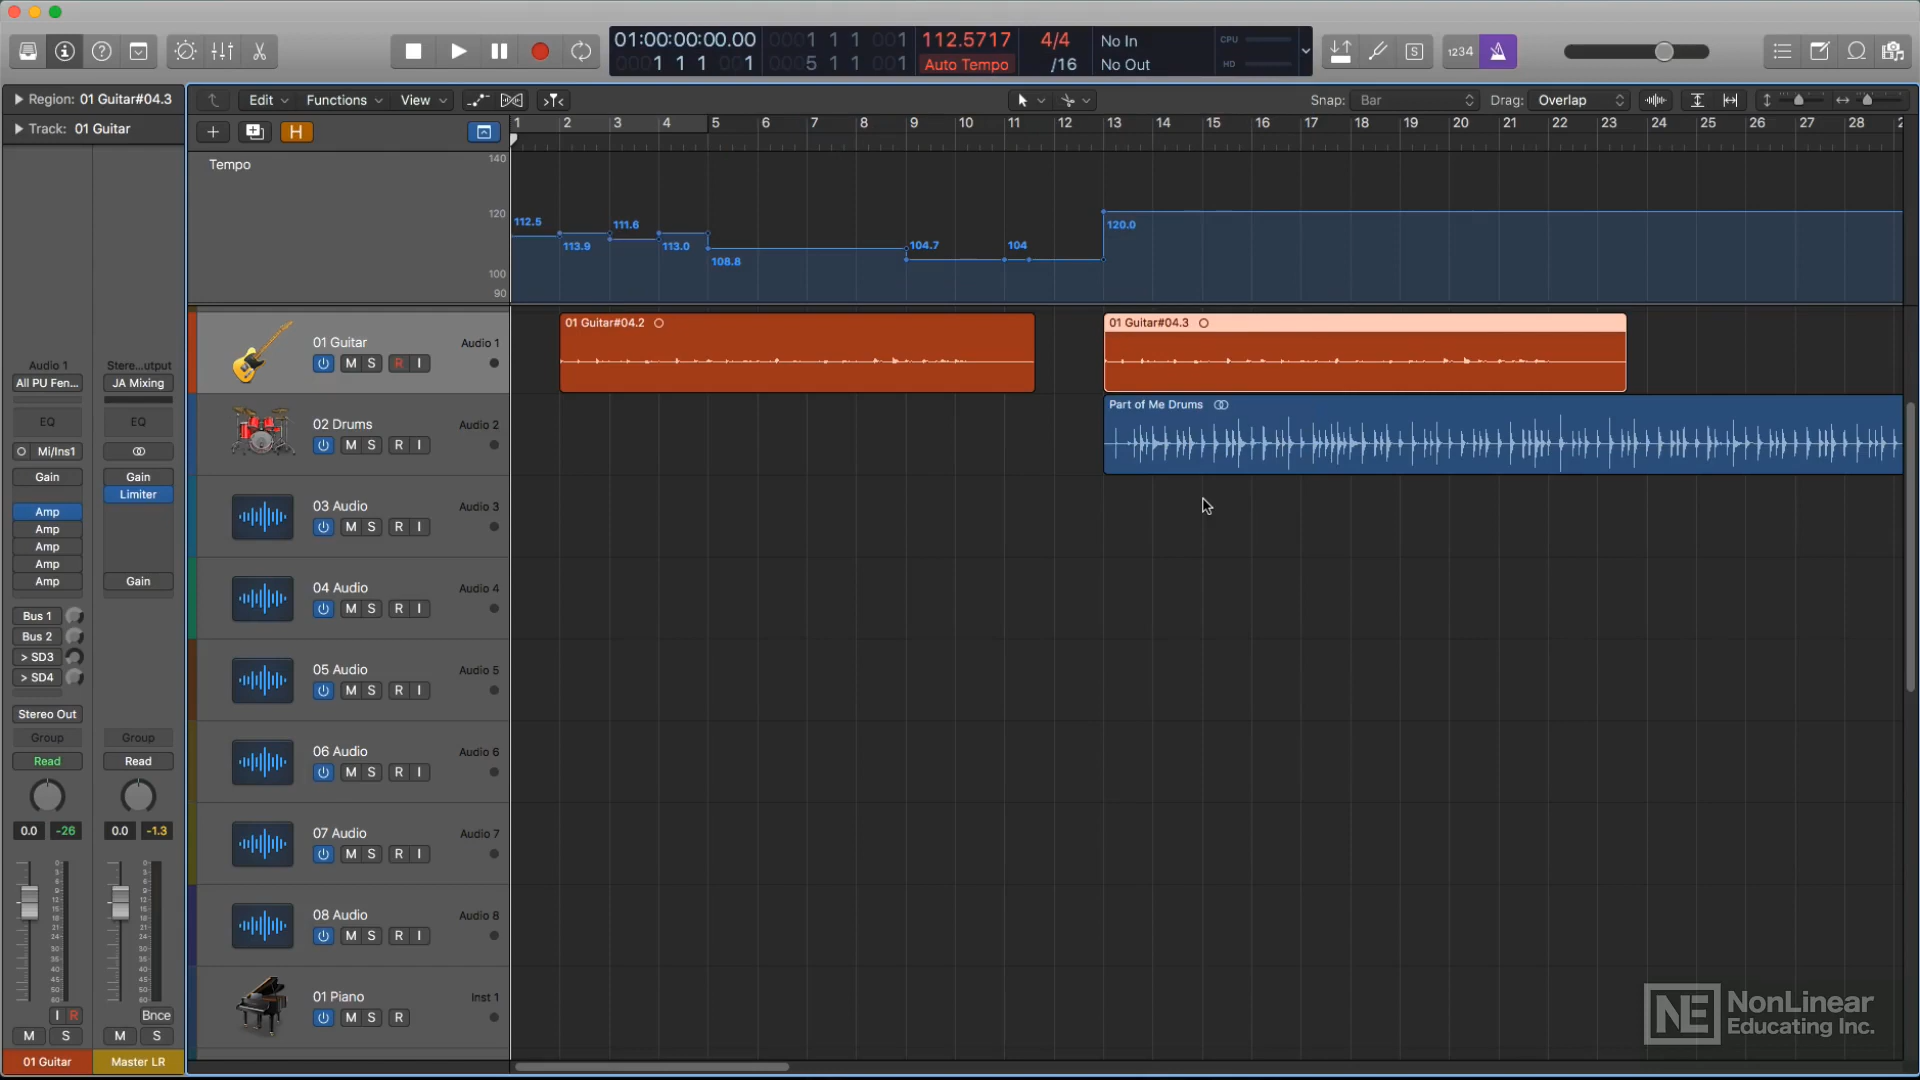 01:00:00:00.00
0001 1 1 001
112.5717
4/4
No In
CPU
1 1 1 1
0005 1 1 001
Auto Tempo
/16
No Out
HD
1234
S
Region: 01 Guitar#04.3
Edit
Functions
View
Snap: Bar
Drag: Overlap
Track: 01 Guitar
H
1 2 3 4 5 6 7 8 9 10 11 12 13 14 15 16 17 18 19 20 21 22 23 24 25 26 27 28
Tempo
140
120
100
90
112.5
113.9
111.6
113.0
108.8
104.7
104
120.0
01 Guitar
Audio 1
M S R I
01 Guitar#04.2
01 Guitar#04.3
02 Drums
Audio 2
M S R I
Part of Me Drums
03 Audio
Audio 3
M S R I
04 Audio
Audio 4
M S R I
05 Audio
Audio 5
M S R I
06 Audio
Audio 6
M S R I
07 Audio
Audio 7
M S R I
08 Audio
Audio 8
M S R I
01 Piano
Inst 1
M S R
Audio 1
Stere...utput
All PU Fen...
JA Mixing
EQ
EQ
Mi/Ins1
Gain
Gain
Limiter
Amp
Amp
Amp
Amp
Amp
Gain
Bus 1
Bus 2
> SD3
> SD4
Stereo Out
Group
Group
Read
Read
0.0
-26
0.0
-1.3
I R
Bnce
M S
M S
01 Guitar
Master LR
NE
NonLinear
Educating Inc.